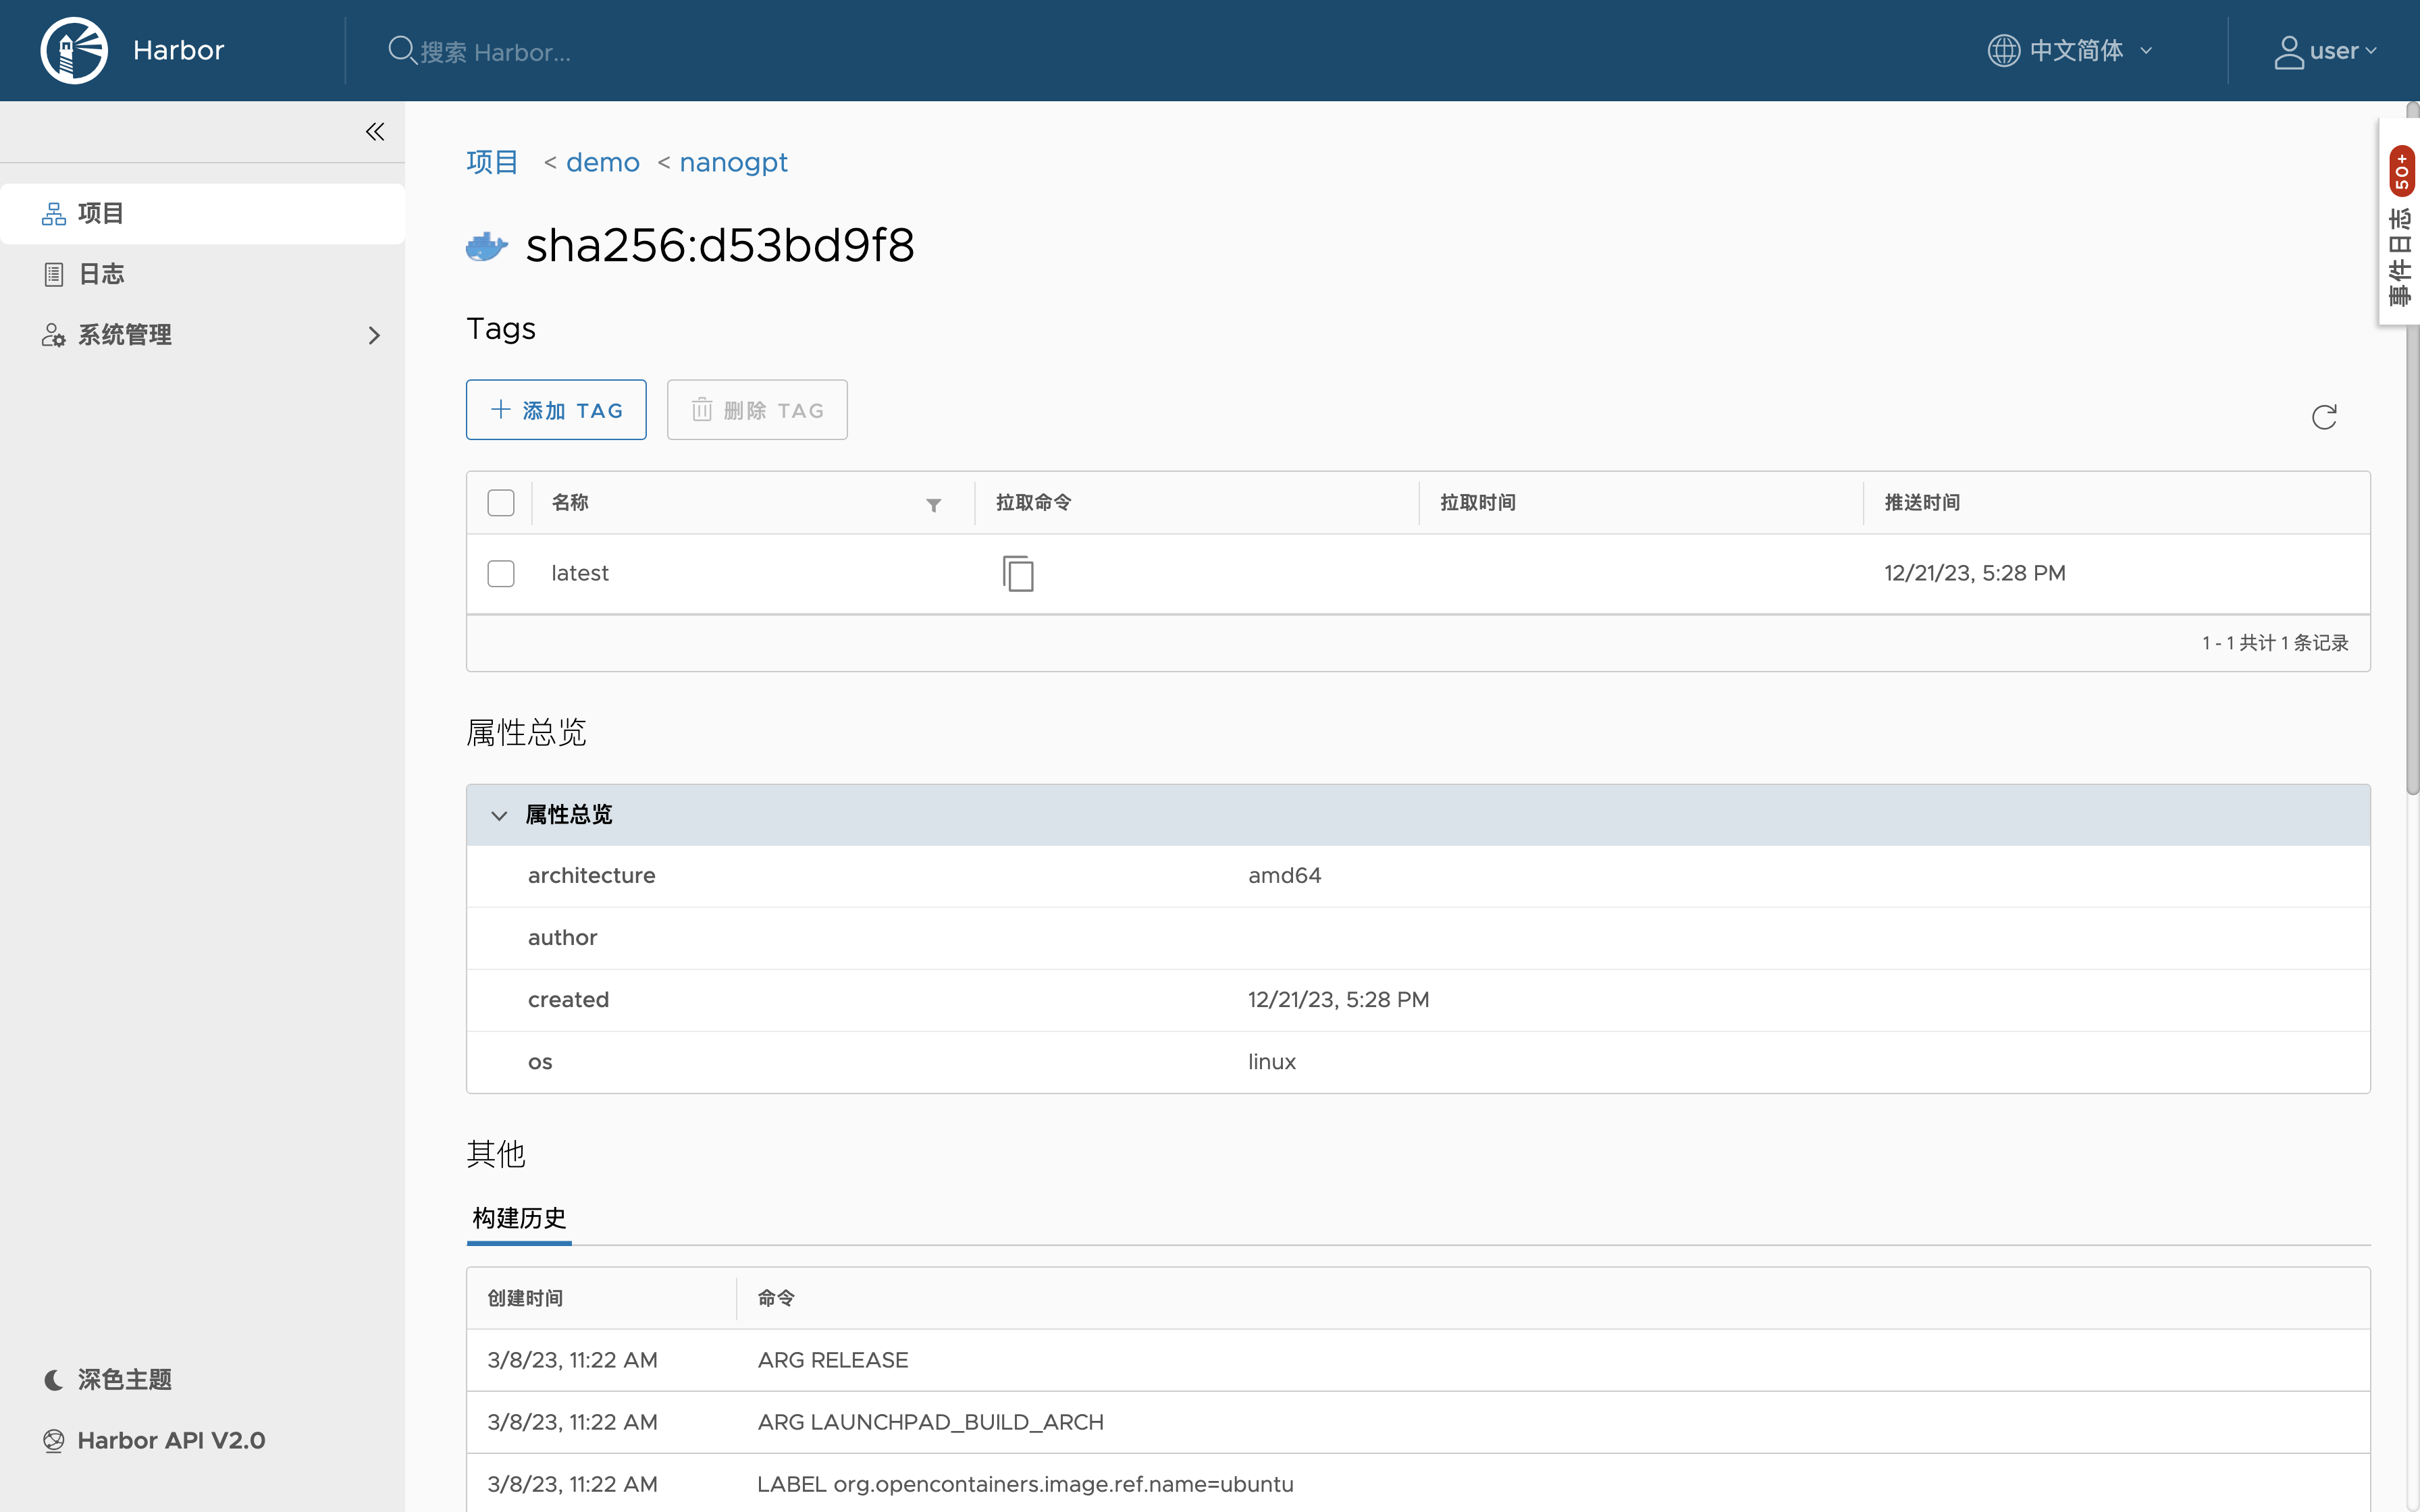 Harbor
搜索 Harbor...
中文简体
user
项目
日志
系统管理
深色主题
Harbor API V2.0
项目 < demo < nanogpt
sha256:d53bd9f8
Tags
添加 TAG
删除 TAG
名称 拉取命令 拉取时间 推送时间
latest 12/21/23, 5:28 PM
1 - 1 共计 1 条记录
属性总览
属性总览
architecture amd64
author
created 12/21/23, 5:28 PM
os linux
其他
构建历史
创建时间 命令
3/8/23, 11:22 AM ARG RELEASE
3/8/23, 11:22 AM ARG LAUNCHPAD_BUILD_ARCH
3/8/23, 11:22 AM LABEL org.opencontainers.image.ref.name=ubuntu
事件日志 50+